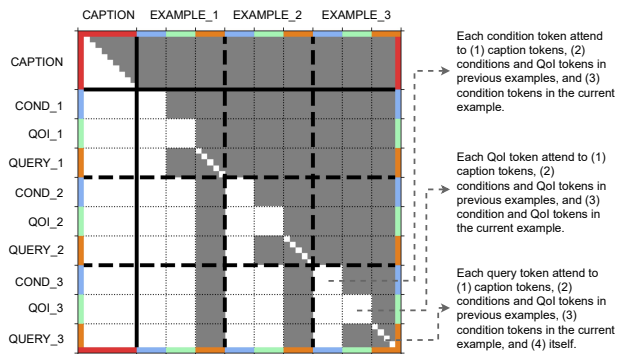 CAPTION EXAMPLE_1 EXAMPLE_2 EXAMPLE_3
CAPTION
COND_1
QOI_1
QUERY_1
COND_2
QOI_2
QUERY_2
COND_3
QOI_3
QUERY_3
Each condition token attend
to (1) caption tokens, (2)
conditions and QoI tokens in
previous examples, and (3)
condition tokens in the current
example.
Each QoI token attend to (1)
caption tokens, (2)
conditions and QoI tokens in
previous examples, and (3)
condition and QoI tokens in
the current example.
Each query token attend to
(1) caption tokens, (2)
conditions and QoI tokens in
previous examples, (3)
condition tokens in the current
example, and (4) itself.